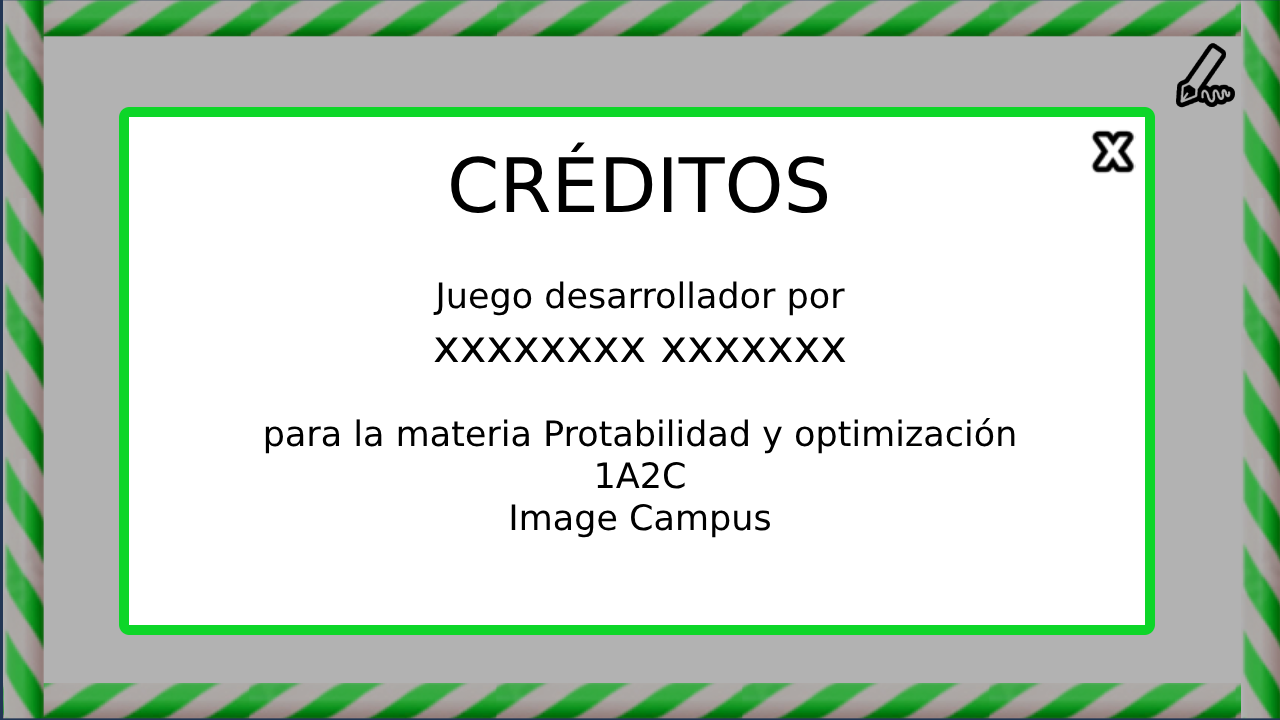 CRÉDITOS
X
Juego desarrollador por
xxxxxxxx xxxxxxx
para la materia Protabilidad y optimización
1A2C
Image Campus